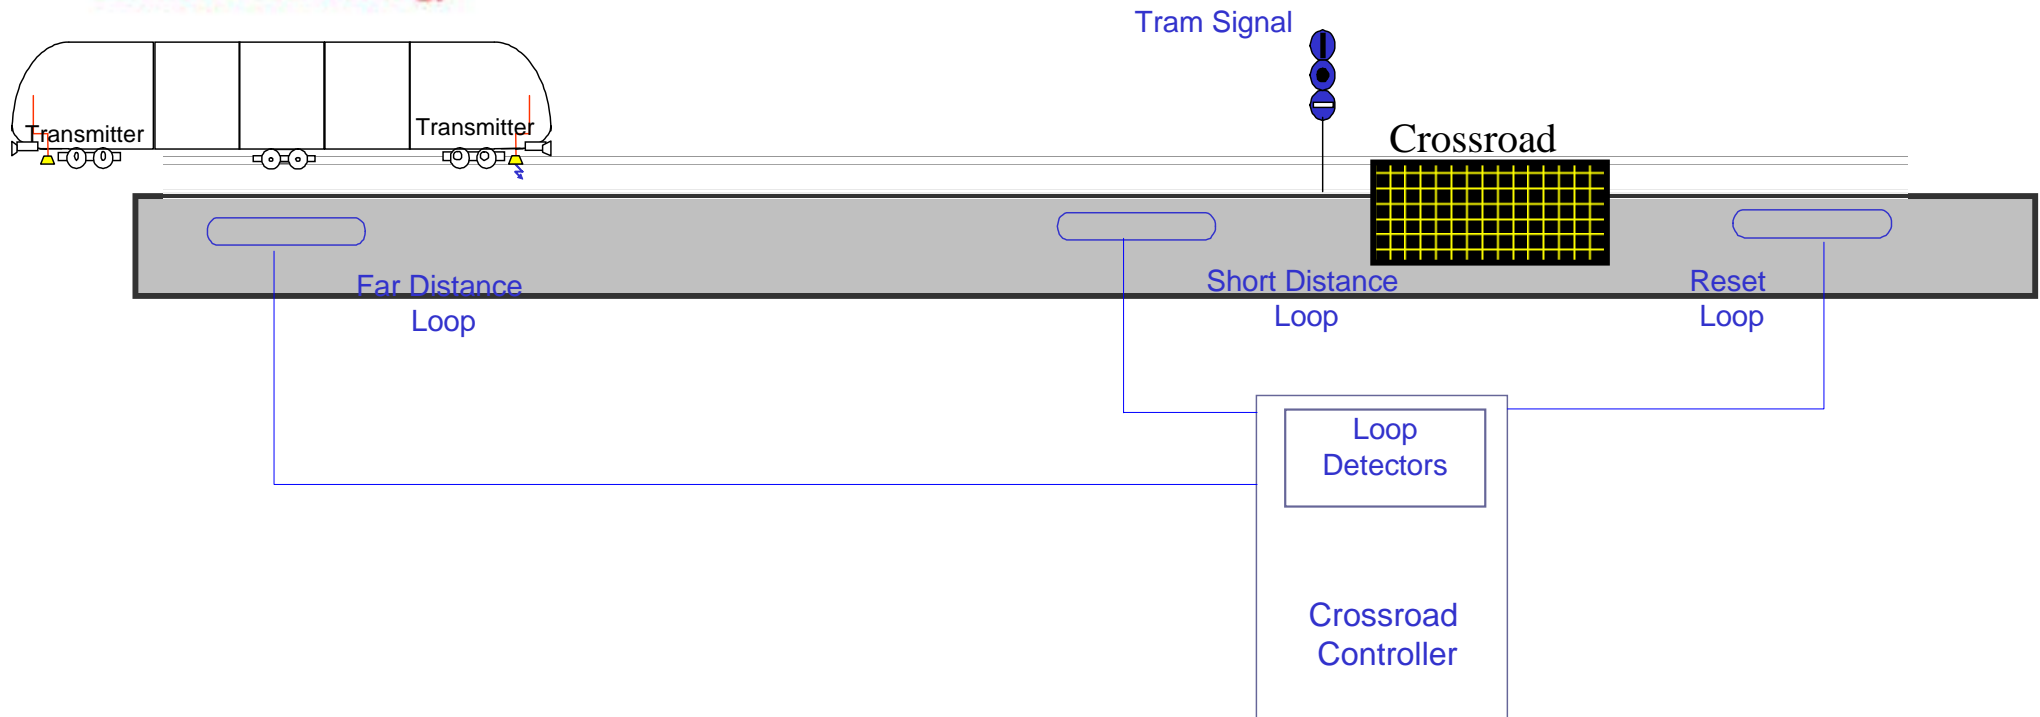 Tram Signal
Transmitter
Transmitter
Crossroad
Far Distance
Loop
Short Distance
Loop
Reset
Loop
Loop
Detectors
Crossroad
Controller